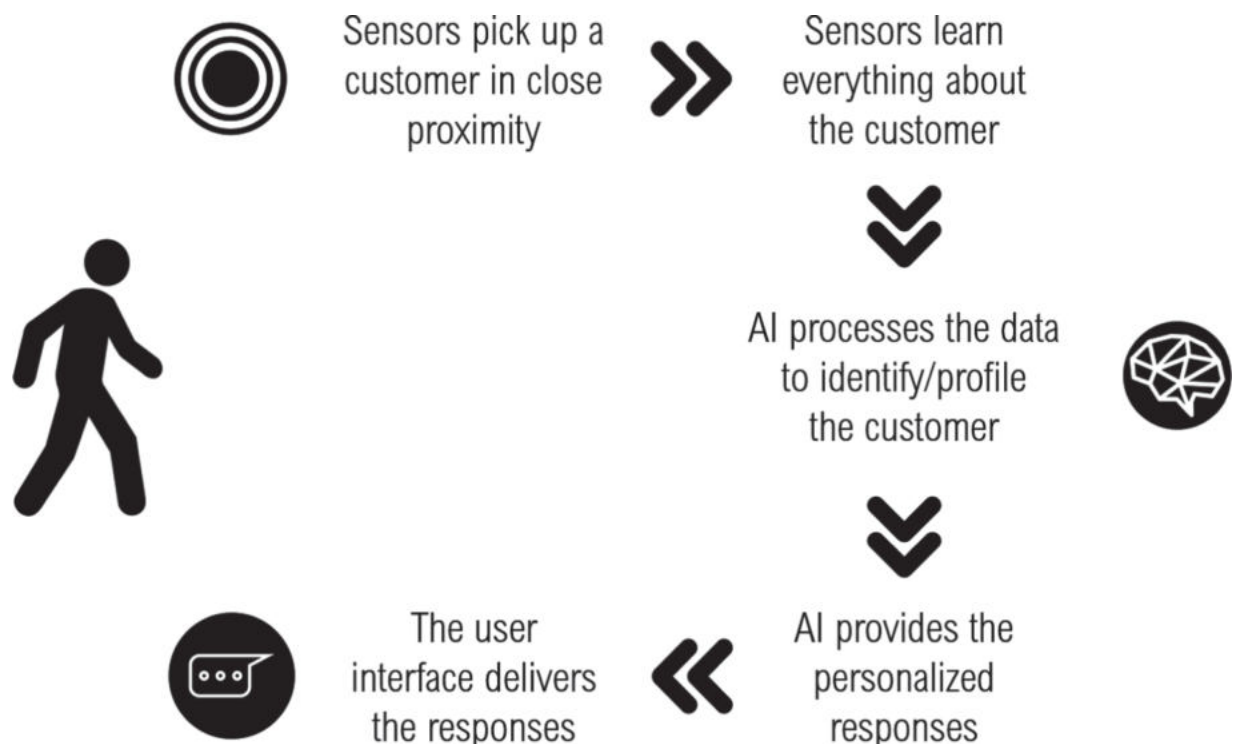 Sensors pick up a
customer in close
proximity
Sensors learn
everything about
the customer
AI processes the data
to identify/profile
the customer
AI provides the
personalized
responses
The user
interface delivers
the responses